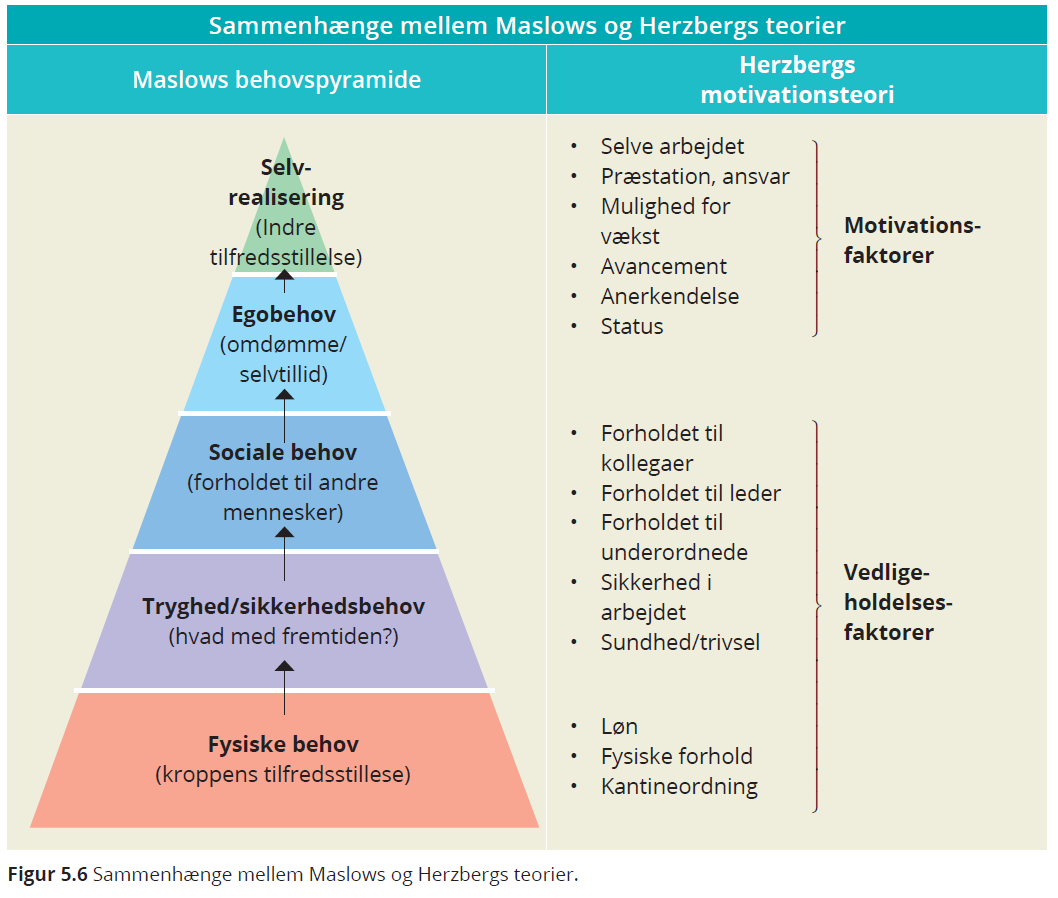 Sammenhænge mellem Maslows og Herzbergs teorier
Maslows behovspyramide
Herzbergs
motivationsteori
Selv-
realisering
(Indre
tilfredsstillelse)
Egobehov
(omdømme/
selvtillid)
Sociale behov
(forholdet til andre
mennesker)
Tryghed/sikkerhedsbehov
(hvad med fremtiden?)
Fysiske behov
(kroppens tilfredsstillese)
• Selve arbejdet
• Præstation, ansvar
• Mulighed for
vækst
• Avancement
• Anerkendelse
• Status
Motivations-
faktorer
• Forholdet til
kollegaer
• Forholdet til leder
• Forholdet til
underordnede
• Sikkerhed i
arbejdet
• Sundhed/trivsel
• Løn
• Fysiske forhold
• Kantineordning
Vedlige-
holdelses-
faktorer
Figur 5.6 Sammenhænge mellem Maslows og Herzbergs teorier.